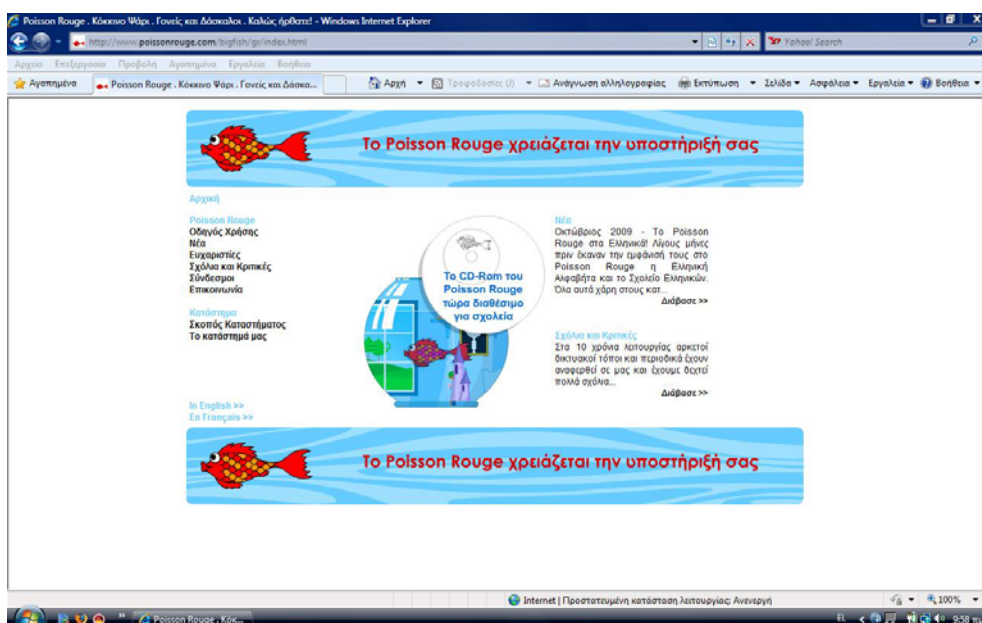 Poisson Rouge . Κόκκινο Ψάρι . Γονείς και Δάσκαλοι . Καλώς ήρθατε! - Windows Internet Explorer
http://www.poissonrouge.com/bigfish/gr/index.html
Yahoo! Search
Αρχείο Επεξεργασία Προβολή Αγαπημένα Εργαλεία Βοήθεια
Αγαπημένα
Poisson Rouge . Κόκκινο Ψάρι . Γονείς και Δάσκα...
Αρχή
Τροφοδοσίες (J)
Ανάγνωση αλληλογραφίας
Εκτύπωση
Σελίδα
Ασφάλεια
Εργαλεία
Βοήθεια
Το Poisson Rouge χρειάζεται την υποστήριξή σας
Αρχική
Poisson Rouge
Οδηγός Χρήσης
Νέα
Ευχαριστίες
Σχόλια και Κριτικές
Σύνδεσμοι
Επικοινωνία
Κατάστημα
Σκοπός Καταστήματος
Το κατάστημά μας
In English >>
En Français >>
Το CD-Rom του
Poisson Rouge
τώρα διαθέσιμο
για σχολεία
Νέα
Οκτώβριος 2009 - Το Poisson
Rouge στα Ελληνικά! Λίγους μήνες
πριν έκαναν την εμφάνισή τους στο
Poisson Rouge η Ελληνική
Αλφαβήτα και το Σχολείο Ελληνικών.
Όλα αυτά χάρη στους κατ...
Διάβασε >>
Σχόλια και Κριτικές
Στα 10 χρόνια λειτουργίας αρκετοί
δικτυακοί τόποι και περιοδικά έχουν
αναφερθεί σε μας και έχουμε δεχτεί
πολλά σχόλια...
Διάβασε >>
Το Poisson Rouge χρειάζεται την υποστήριξή σας
Internet | Προστατευμένη κατάσταση λειτουργίας: Ανενεργή
100%
Poisson Rouge . Κόκ...
EL
9:58 πμ